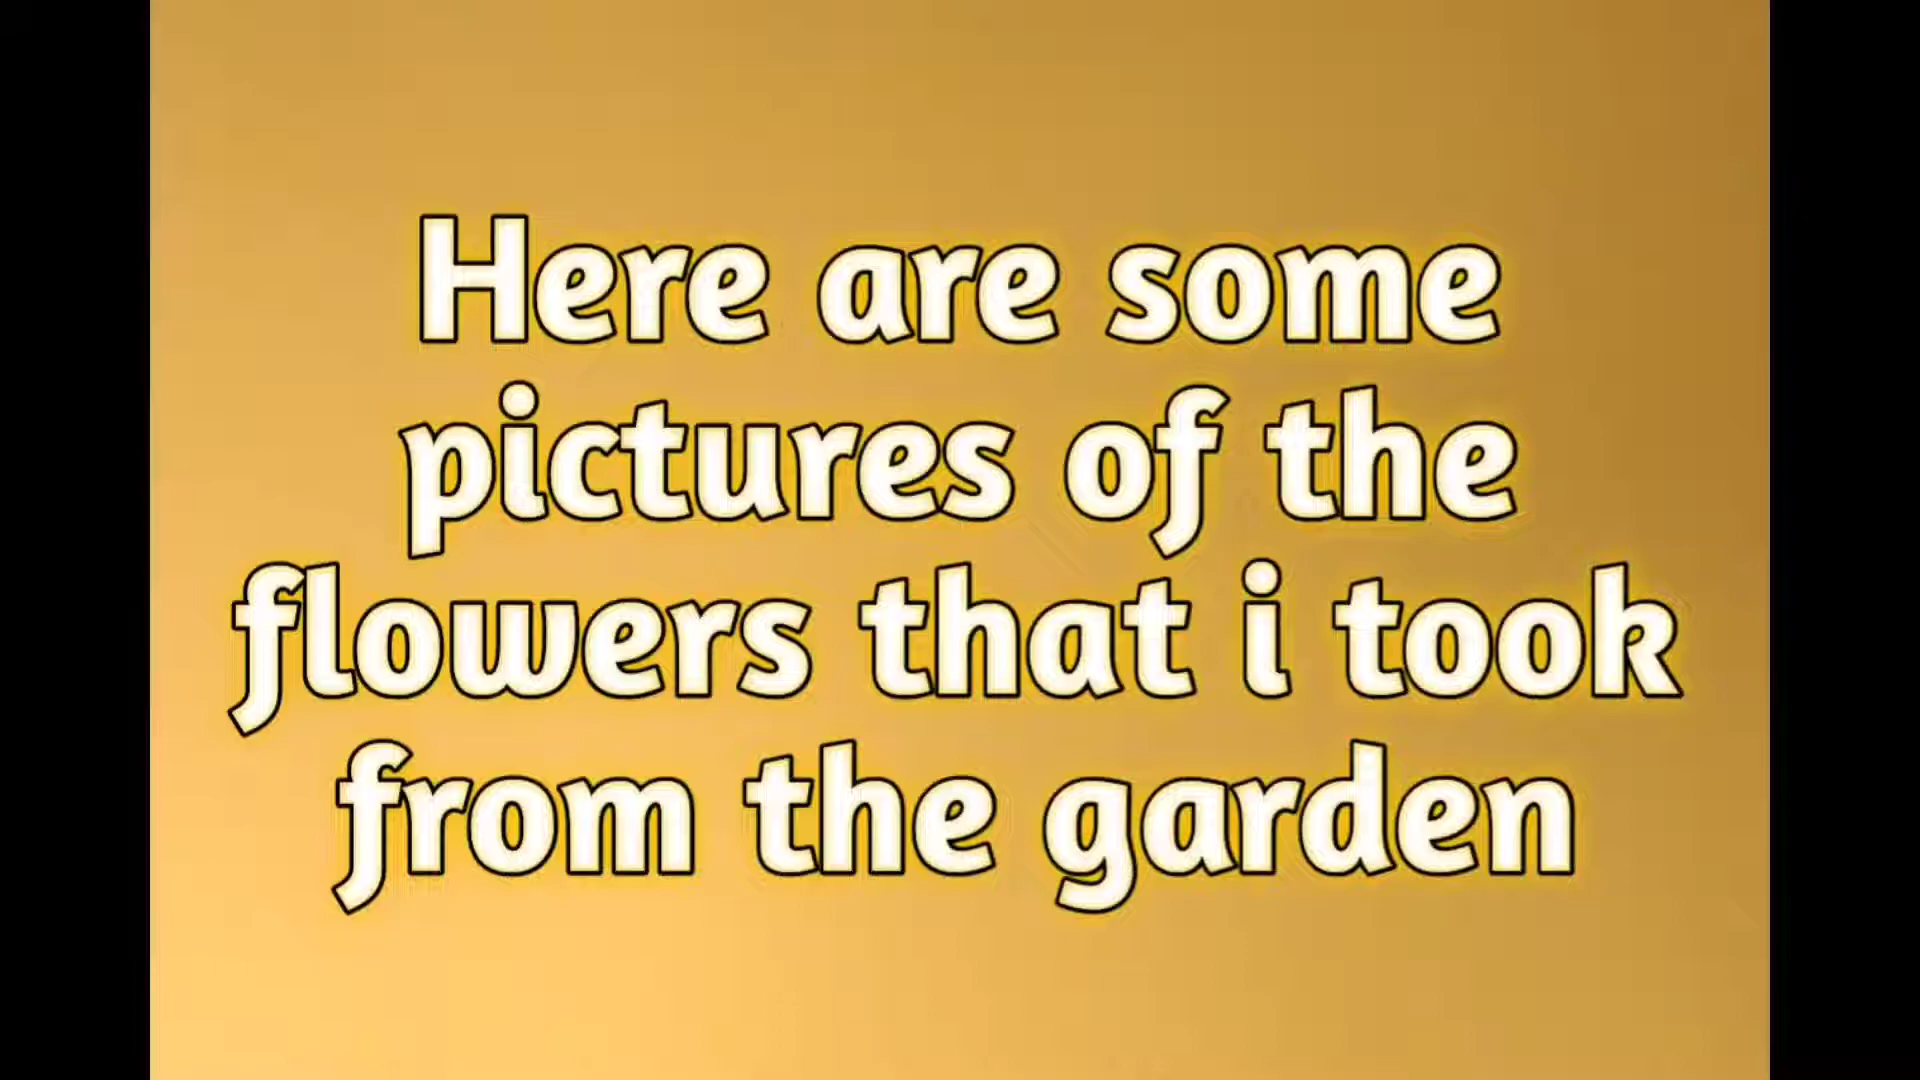 Here are some
pictures of the
flowers that i took
from the garden